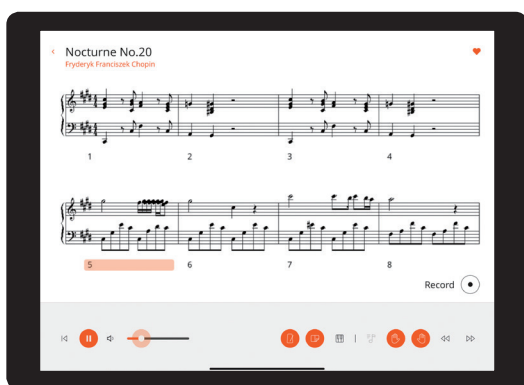 Nocturne No.20
Fryderyk Franciszek Chopin
1 2 3 4
5 6 7 8
Record